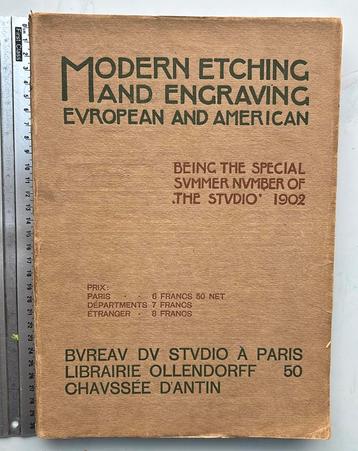 MODERN ETCHING
AND ENGRAVING
EVROPEAN AND AMERICAN
BEING THE SPECIAL
SVMMER NVMBER OF
'THE STVDIO' 1902
PRIX:
PARIS . . 6 FRANCS 50 NET
DÉPARTMENTS 7 FRANCS
ETRANGER . 8 FRANCS
BVREAV DV STVDIO À PARIS
LIBRAIRIE OLLENDORFF 50
CHAVSSÉE D'ANTIN